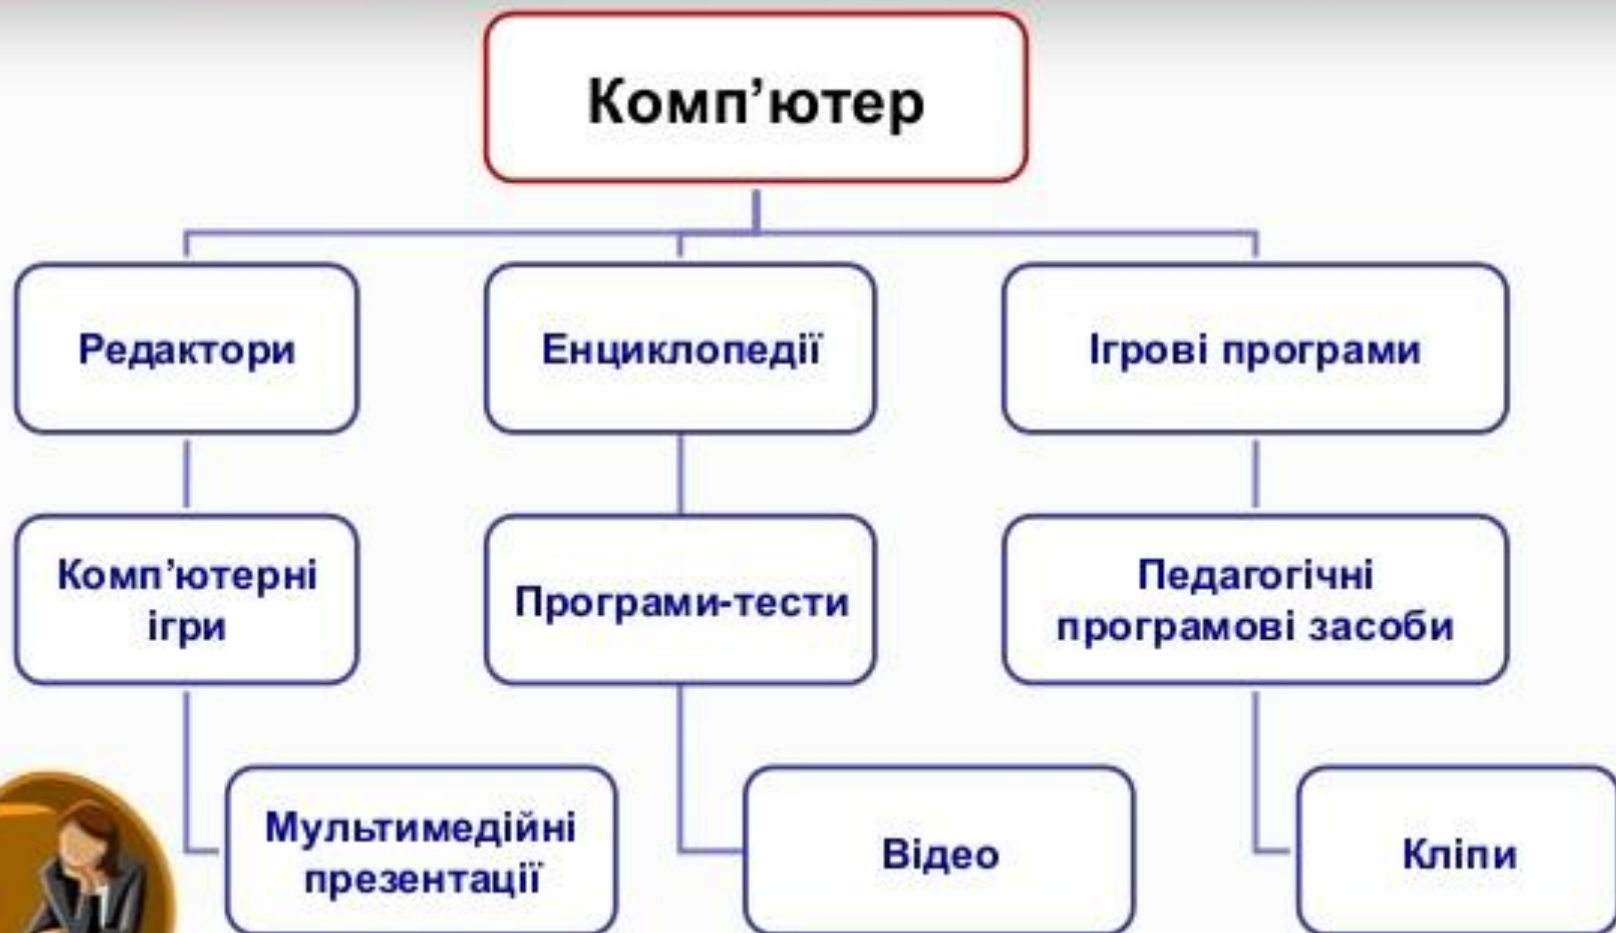 Комп’ютер
Редактори
Енциклопедії
Ігрові програми
Комп’ютерні
ігри
Програми-тести
Педагогічні
програмові засоби
Мультимедійні
презентації
Відео
Кліпи